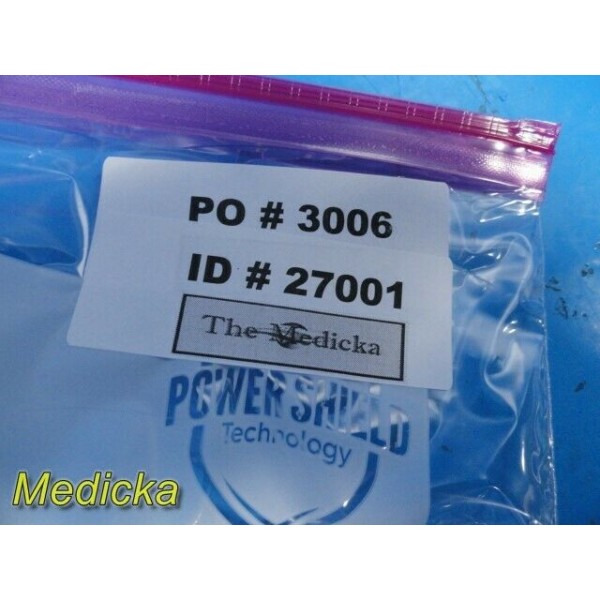 PO # 3006
ID # 27001
The Medicka
POWER SHIELD
Technology
Medicka